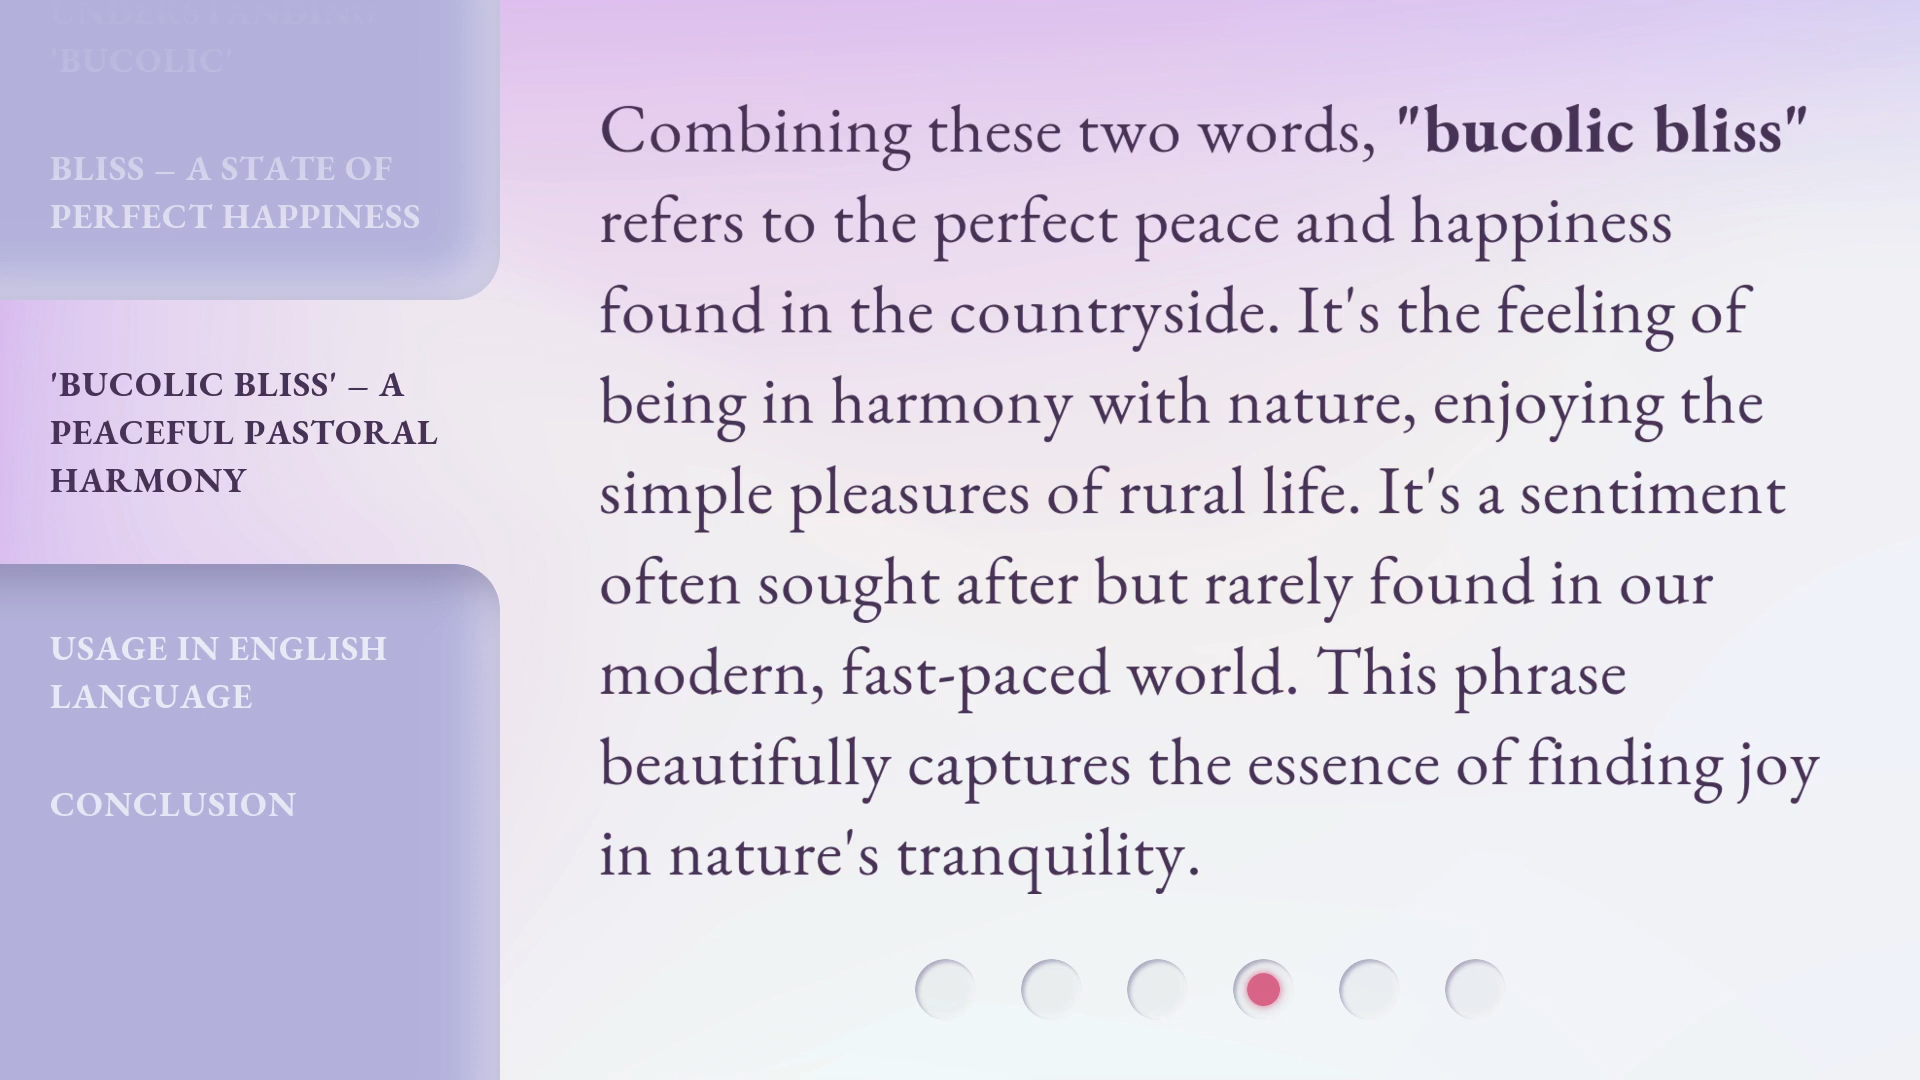 UNDERSTANDING
'BUCOLIC'
BLISS – A STATE OF
PERFECT HAPPINESS
'BUCOLIC BLISS' – A
PEACEFUL PASTORAL
HARMONY
USAGE IN ENGLISH
LANGUAGE
CONCLUSION
Combining these two words, "bucolic bliss"
refers to the perfect peace and happiness
found in the countryside. It's the feeling of
being in harmony with nature, enjoying the
simple pleasures of rural life. It's a sentiment
often sought after but rarely found in our
modern, fast-paced world. This phrase
beautifully captures the essence of finding joy
in nature's tranquility.